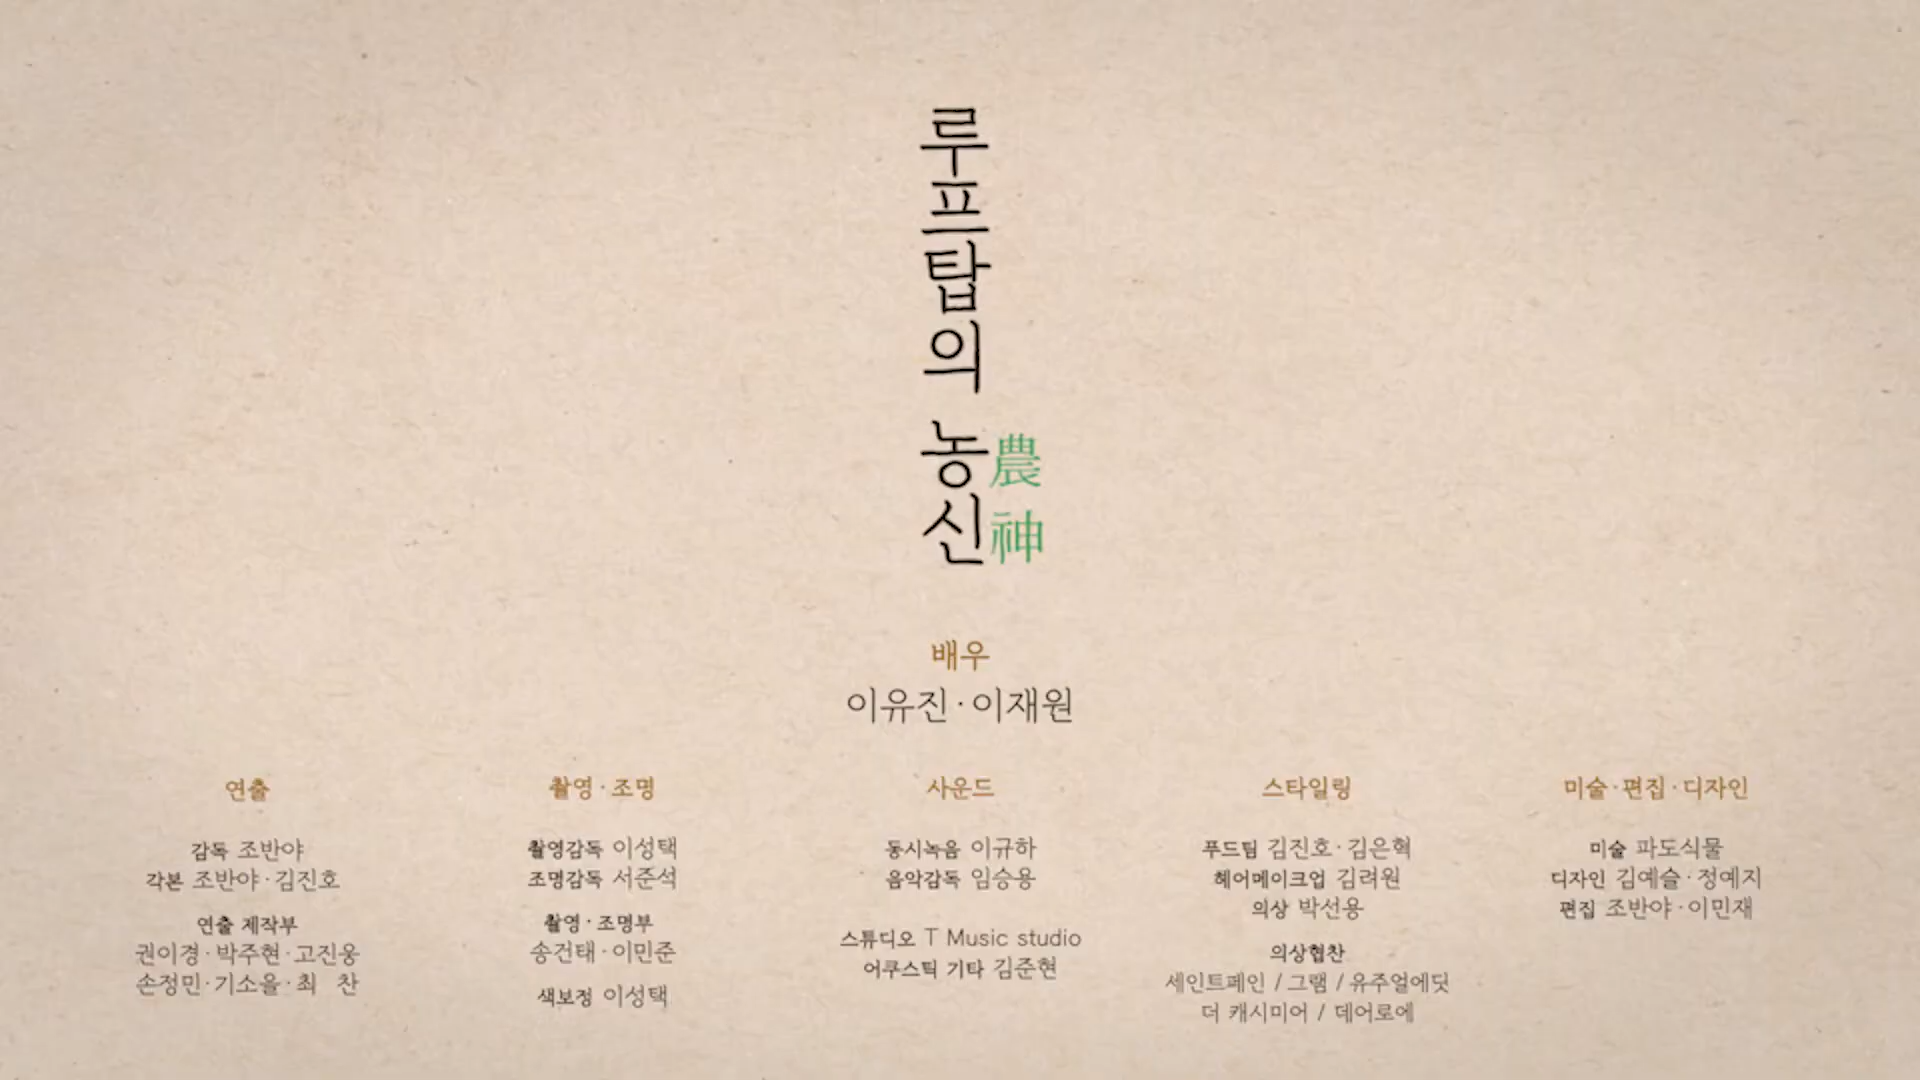 루프탑의 농신
農神
배우
이유진·이재원
연출
감독 조반야
각본 조반야·김진호
연출 제작부
권이경·박주현·고진웅
손정민·기소율·최 찬
촬영·조명
촬영감독 이성택
조명감독 서준석
촬영·조명부
송건태·이민준
색보정 이성택
사운드
동시녹음 이규하
음악감독 임승용
스튜디오 T Music studio
어쿠스틱 기타 김준현
스타일링
푸드팀 김진호·김은혁
헤어메이크업 김려원
의상 박선용
의상협찬
세인트페인 / 그램 / 유주얼에딧
더 캐시미어 / 데어로에
미술·편집·디자인
미술 파도식물
디자인 김예슬·정예지
편집 조반야·이민재